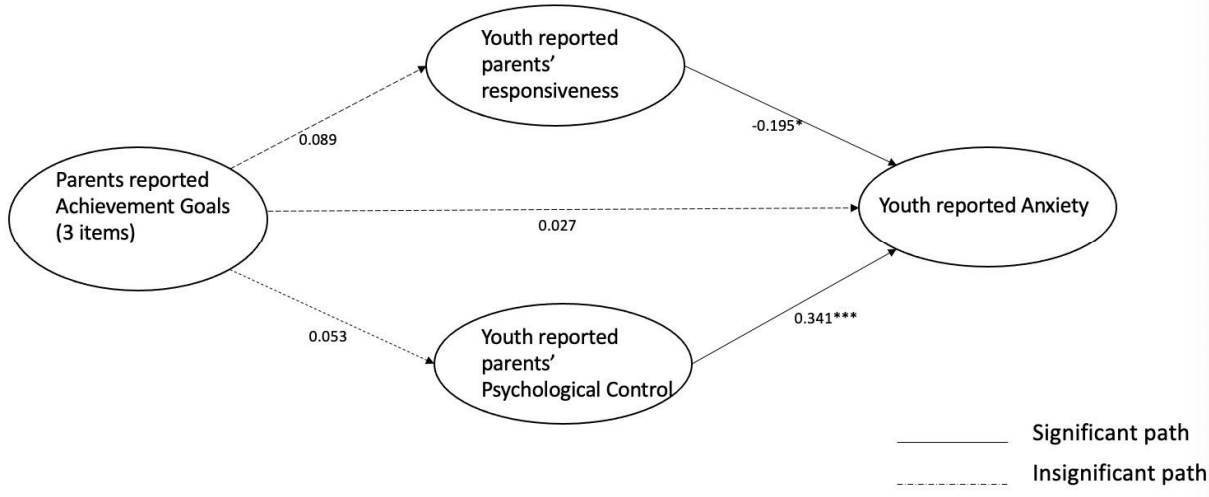 Youth reported
parents’
responsiveness
0.089
-0.195*
Parents reported
Achievement Goals
(3 items)
0.027
Youth reported Anxiety
0.053
0.341***
Youth reported
parents’
Psychological Control
Significant path
Insignificant path